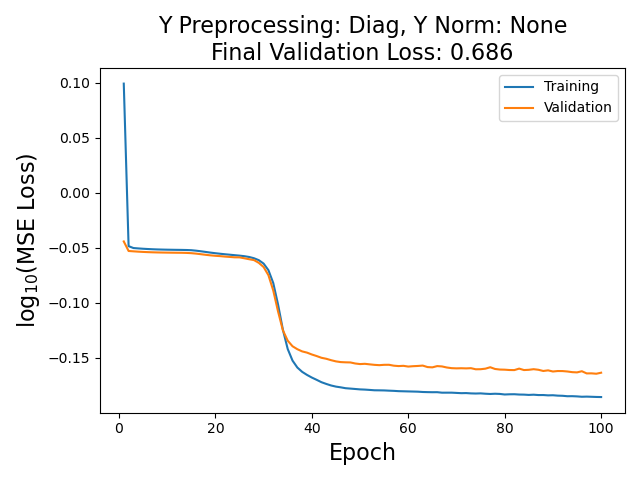 Y Preprocessing: Diag, Y Norm: None
Final Validation Loss: 0.686
Training
Validation
log₁₀(MSE Loss)
0.10
0.05
0.00
−0.05
−0.10
−0.15
0 20 40 60 80 100
Epoch